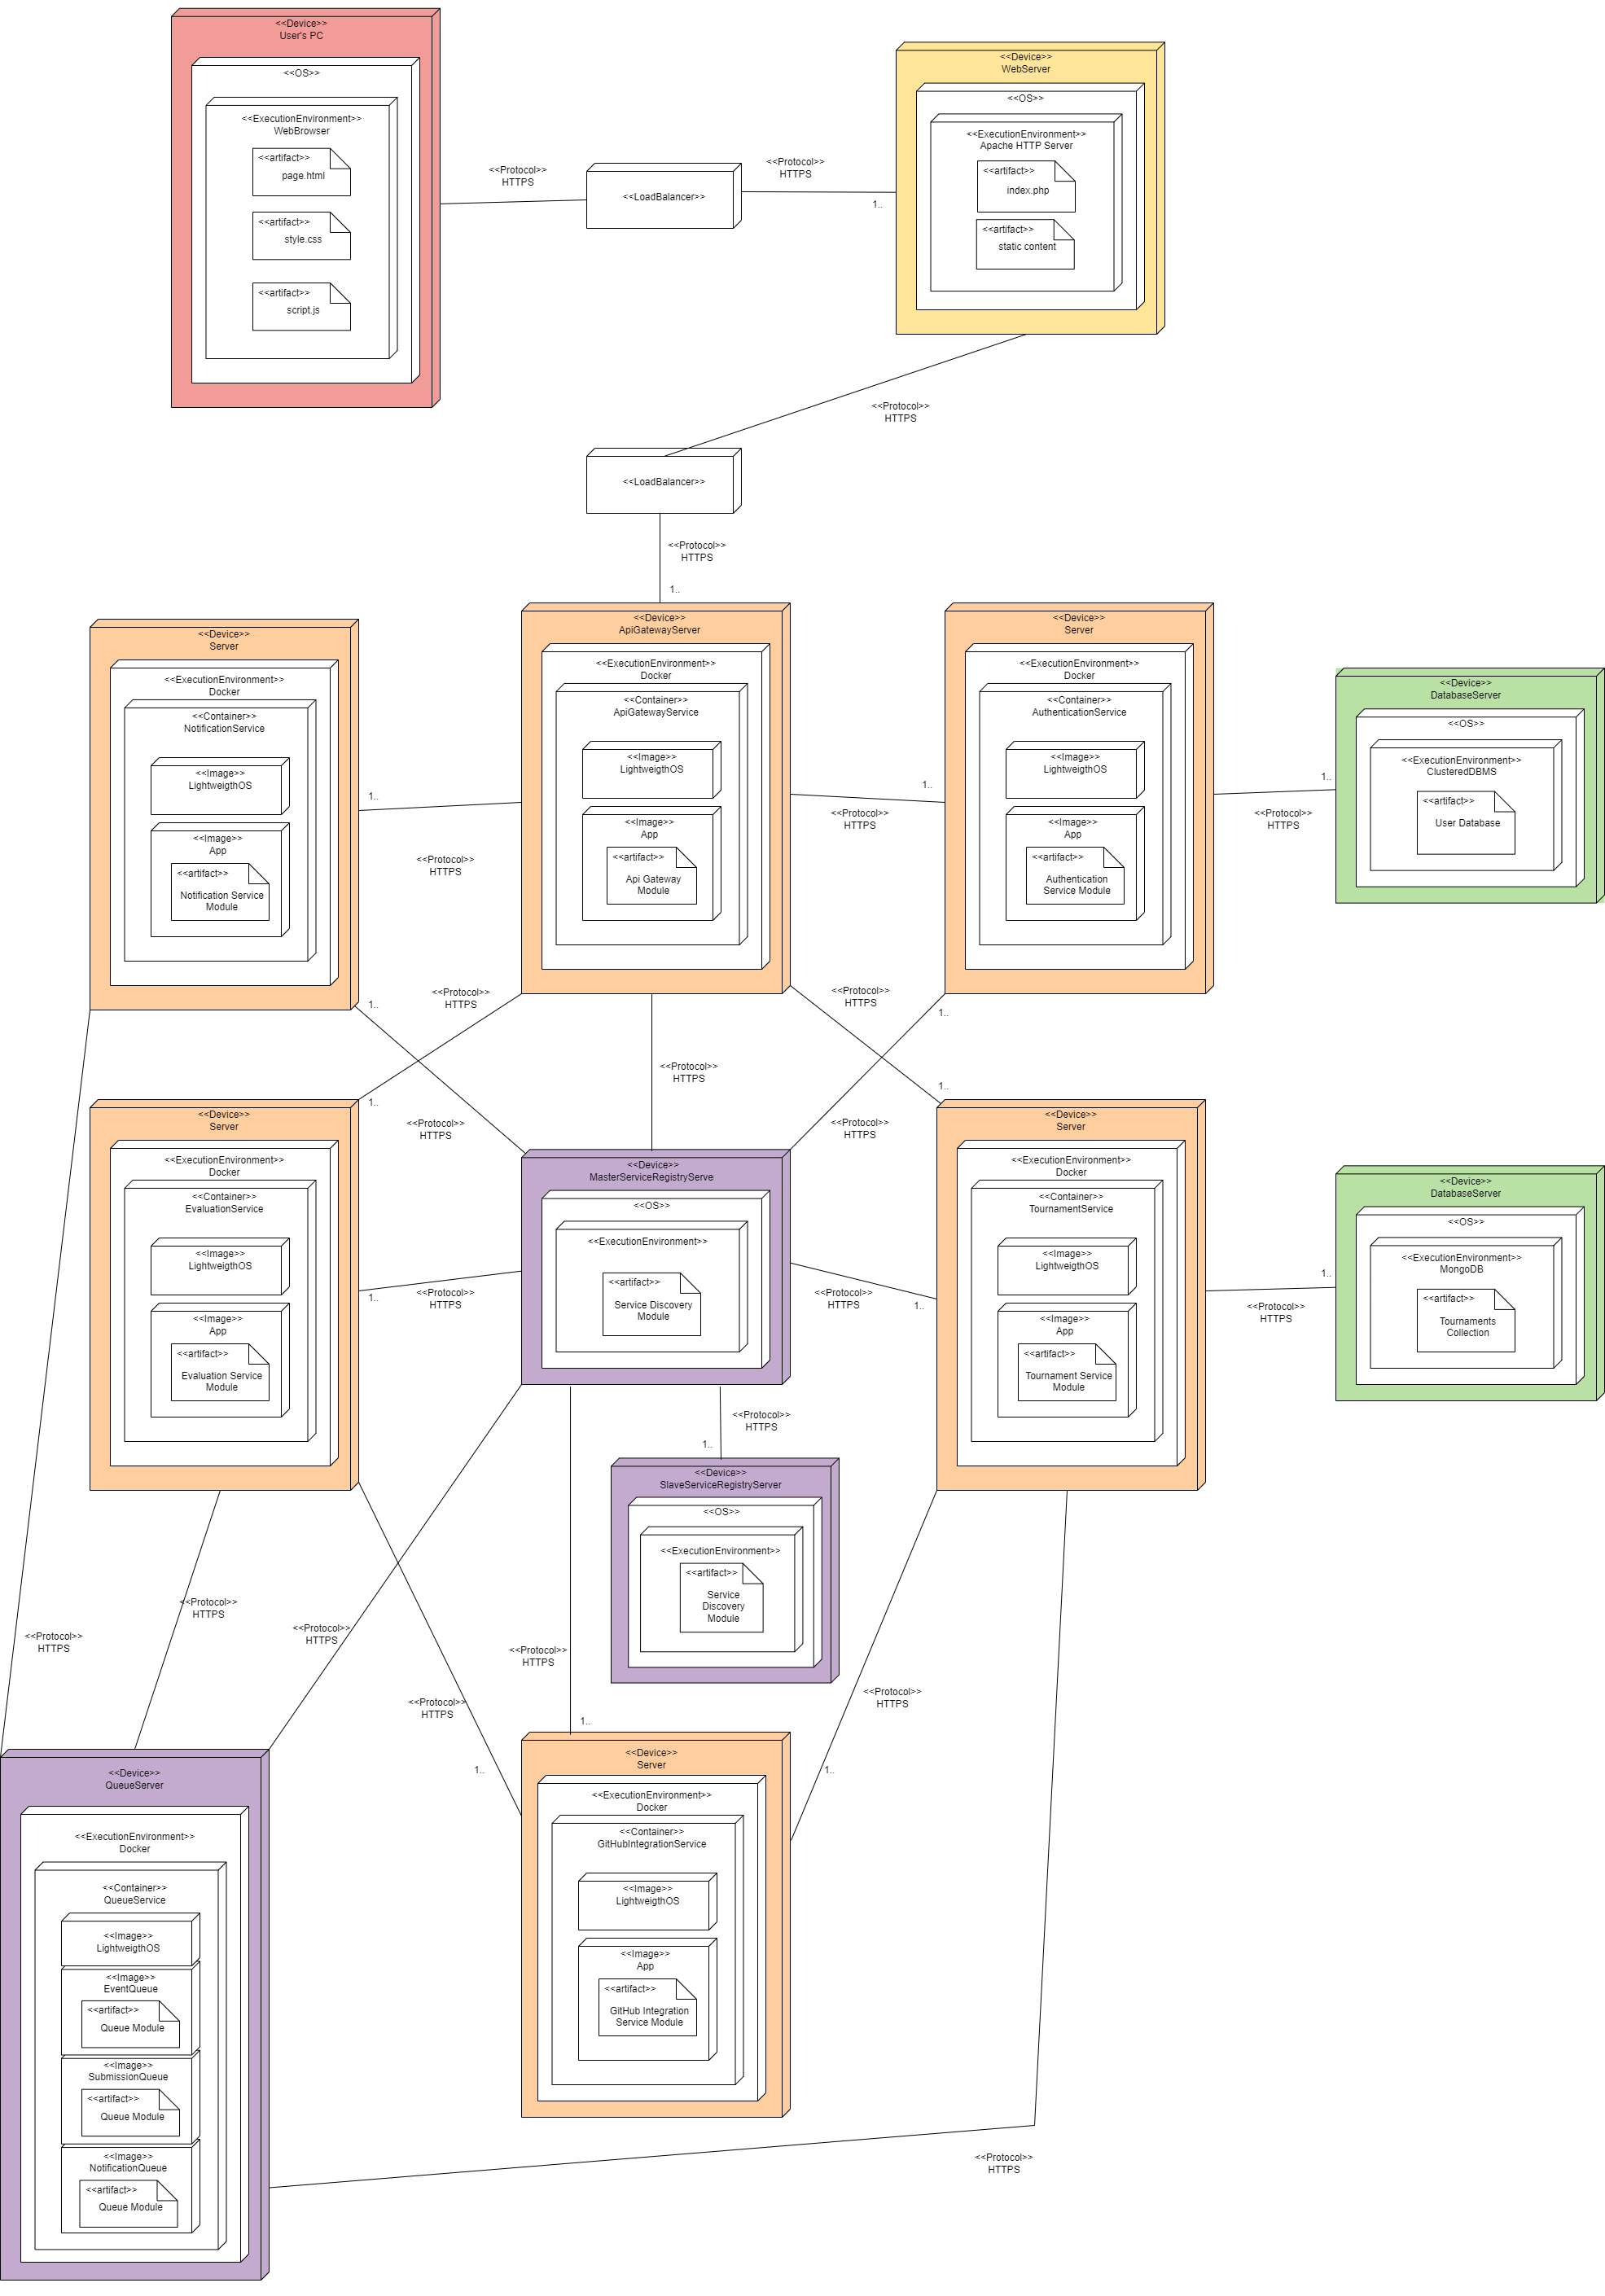 <<Device>>
User's PC
<<OS>>
<<ExecutionEnvironment>>
WebBrowser
<<artifact>>
page.html
<<artifact>>
style.css
<<artifact>>
script.js
<<Protocol>>
HTTPS
<<LoadBalancer>>
<<Protocol>>
HTTPS
1..
<<Device>>
WebServer
<<OS>>
<<ExecutionEnvironment>>
Apache HTTP Server
<<artifact>>
index.php
<<artifact>>
static content
<<Protocol>>
HTTPS
<<LoadBalancer>>
<<Protocol>>
HTTPS
1..
<<Device>>
Server
<<ExecutionEnvironment>>
Docker
<<Container>>
NotificationService
<<Image>>
LightweigthOS
<<Image>>
App
<<artifact>>
Notification Service
Module
1..
<<Protocol>>
HTTPS
<<Device>>
ApiGatewayServer
<<ExecutionEnvironment>>
Docker
<<Container>>
ApiGatewayService
<<Image>>
LightweigthOS
<<Image>>
App
<<artifact>>
Api Gateway
Module
1..
<<Protocol>>
HTTPS
<<Device>>
Server
<<ExecutionEnvironment>>
Docker
<<Container>>
AuthenticationService
<<Image>>
LightweigthOS
<<Image>>
App
<<artifact>>
Authentication
Service Module
1..
<<Protocol>>
HTTPS
<<Device>>
DatabaseServer
<<OS>>
<<ExecutionEnvironment>>
ClusteredDBMS
<<artifact>>
User Database
1..
<<Protocol>>
HTTPS
<<Protocol>>
HTTPS
1..
<<Protocol>>
HTTPS
1..
1..
<<Protocol>>
HTTPS
<<Protocol>>
HTTPS
<<Device>>
Server
<<ExecutionEnvironment>>
Docker
<<Container>>
EvaluationService
<<Image>>
LightweigthOS
<<Image>>
App
<<artifact>>
Evaluation Service
Module
1..
<<Protocol>>
HTTPS
<<Device>>
MasterServiceRegistryServe
<<OS>>
<<ExecutionEnvironment>>
<<artifact>>
Service Discovery
Module
<<Protocol>>
HTTPS
1..
<<Device>>
Server
<<ExecutionEnvironment>>
Docker
<<Container>>
TournamentService
<<Image>>
LightweigthOS
<<Image>>
App
<<artifact>>
Tournament Service
Module
1..
<<Protocol>>
HTTPS
<<Device>>
DatabaseServer
<<OS>>
<<ExecutionEnvironment>>
MongoDB
<<artifact>>
Tournaments
Collection
<<Protocol>>
HTTPS
1..
<<Device>>
SlaveServiceRegistryServer
<<OS>>
<<ExecutionEnvironment>>
<<artifact>>
Service
Discovery
Module
<<Protocol>>
HTTPS
<<Protocol>>
HTTPS
<<Protocol>>
HTTPS
<<Protocol>>
HTTPS
<<Protocol>>
HTTPS
<<Protocol>>
HTTPS
1..
1..
1..
<<Device>>
QueueServer
<<ExecutionEnvironment>>
Docker
<<Container>>
QueueService
<<Image>>
LightweigthOS
<<Image>>
EventQueue
<<artifact>>
Queue Module
<<Image>>
SubmissionQueue
<<artifact>>
Queue Module
<<Image>>
NotificationQueue
<<artifact>>
Queue Module
<<Device>>
Server
<<ExecutionEnvironment>>
Docker
<<Container>>
GitHubIntegrationService
<<Image>>
LightweigthOS
<<Image>>
App
<<artifact>>
GitHub Integration
Service Module
<<Protocol>>
HTTPS